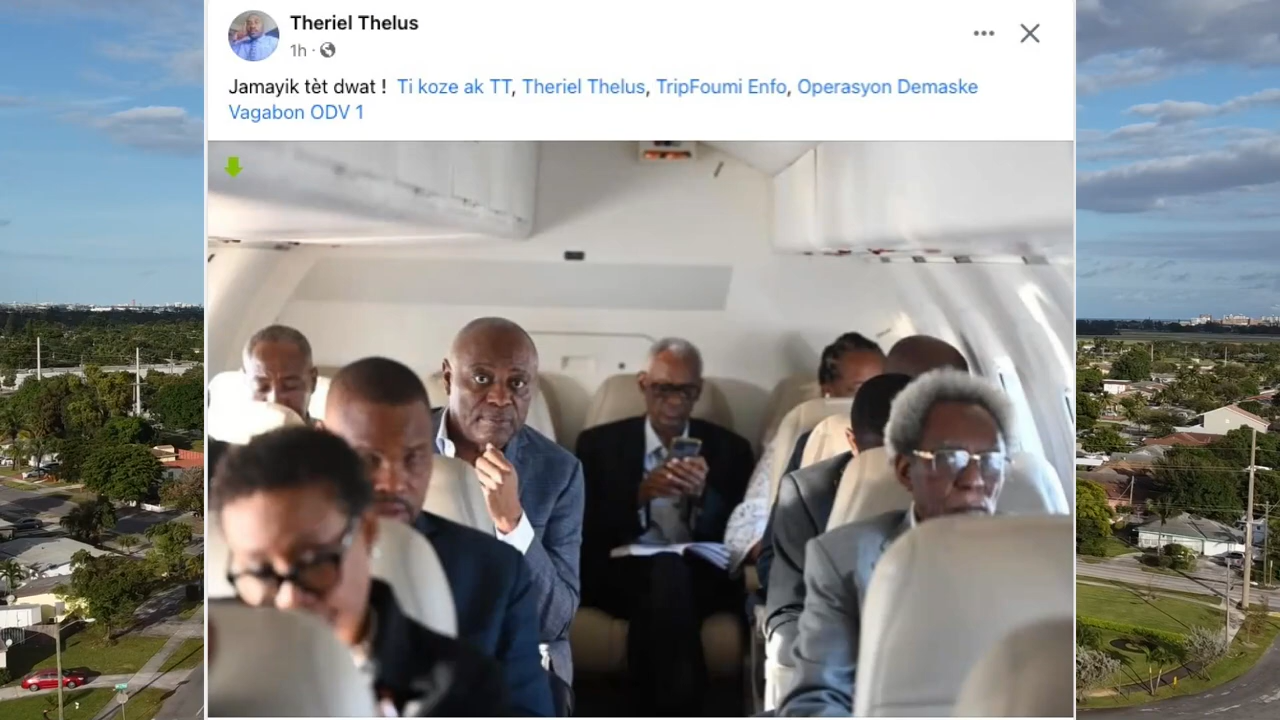 Theriel Thelus
1h ·
Jamayik tèt dwat ! Ti koze ak TT, Theriel Thelus, TripFoumi Enfo, Operasyon Demaske
Vagabon ODV 1